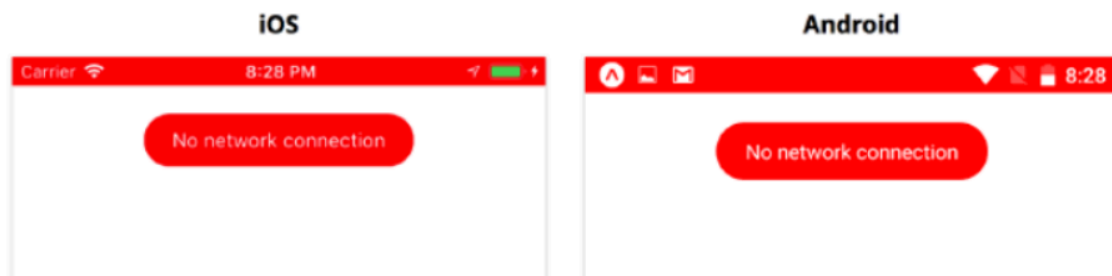 iOS
Android
Carrier 8:28 PM
8:28
No network connection
No network connection